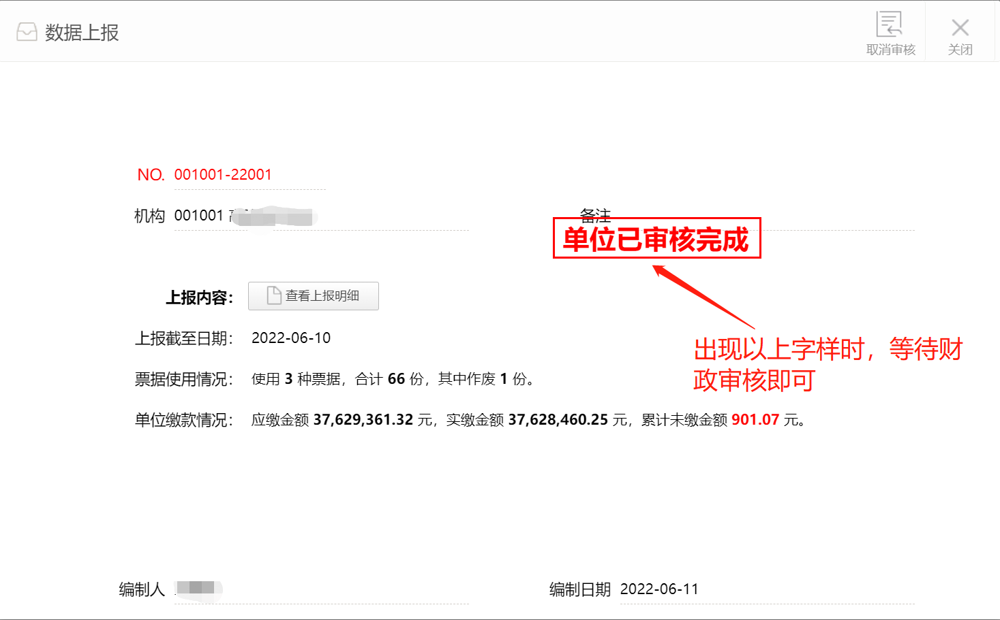 数据上报
取消审核
关闭
NO. 001001-22001
机构 001001
备注
单位已审核完成
上报内容：
查看上报明细
出现以上字样时，等待财
政审核即可
上报截至日期： 2022-06-10
票据使用情况： 使用 3 种票据，合计 66 份，其中作废 1 份。
单位缴款情况： 应缴金额 37,629,361.32 元，实缴金额 37,628,460.25 元，累计未缴金额 901.07 元。
编制人
编制日期 2022-06-11